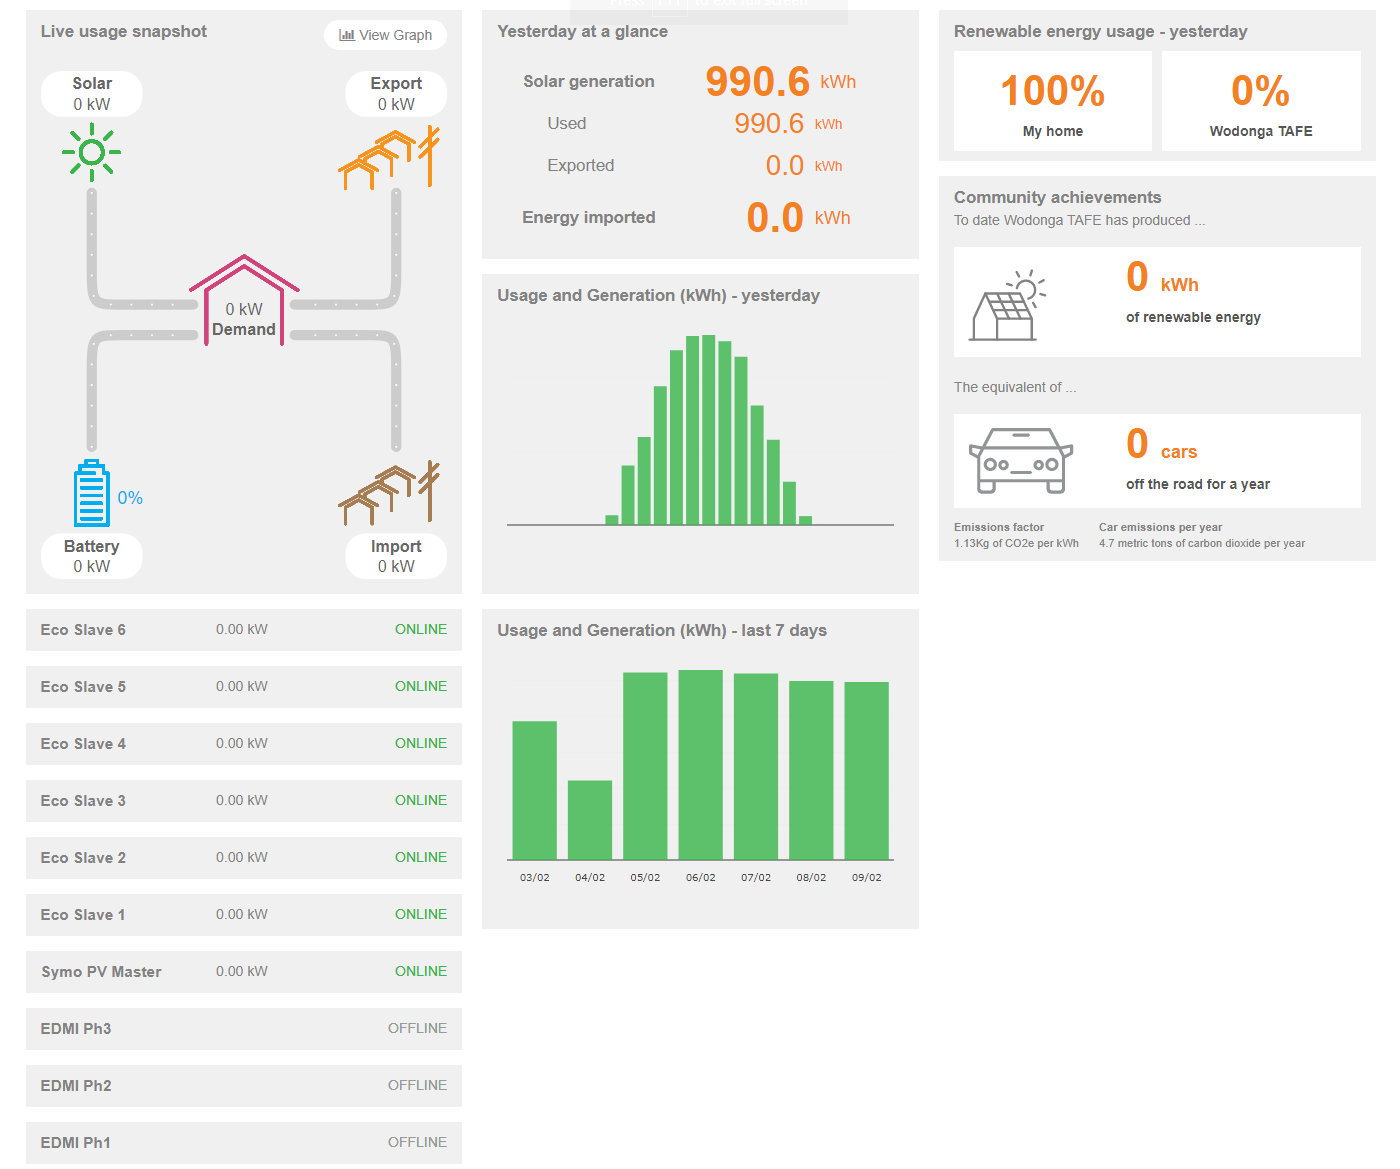 Live usage snapshot
View Graph
Solar
0 kW
Export
0 kW
0 kW
Demand
0%
Battery
0 kW
Import
0 kW
Eco Slave 6 0.00 kW ONLINE
Eco Slave 5 0.00 kW ONLINE
Eco Slave 4 0.00 kW ONLINE
Eco Slave 3 0.00 kW ONLINE
Eco Slave 2 0.00 kW ONLINE
Eco Slave 1 0.00 kW ONLINE
Symo PV Master 0.00 kW ONLINE
EDMI Ph3 OFFLINE
EDMI Ph2 OFFLINE
EDMI Ph1 OFFLINE
to exit full screen
Yesterday at a glance
Solar generation 990.6 kWh
Used 990.6 kWh
Exported 0.0 kWh
Energy imported 0.0 kWh
Usage and Generation (kWh) - yesterday
Usage and Generation (kWh) - last 7 days
03/02 04/02 05/02 06/02 07/02 08/02 09/02
Renewable energy usage - yesterday
100%
My home
0%
Wodonga TAFE
Community achievements
To date Wodonga TAFE has produced ...
0 kWh
of renewable energy
The equivalent of ...
0 cars
off the road for a year
Emissions factor
1.13Kg of CO2e per kWh
Car emissions per year
4.7 metric tons of carbon dioxide per year